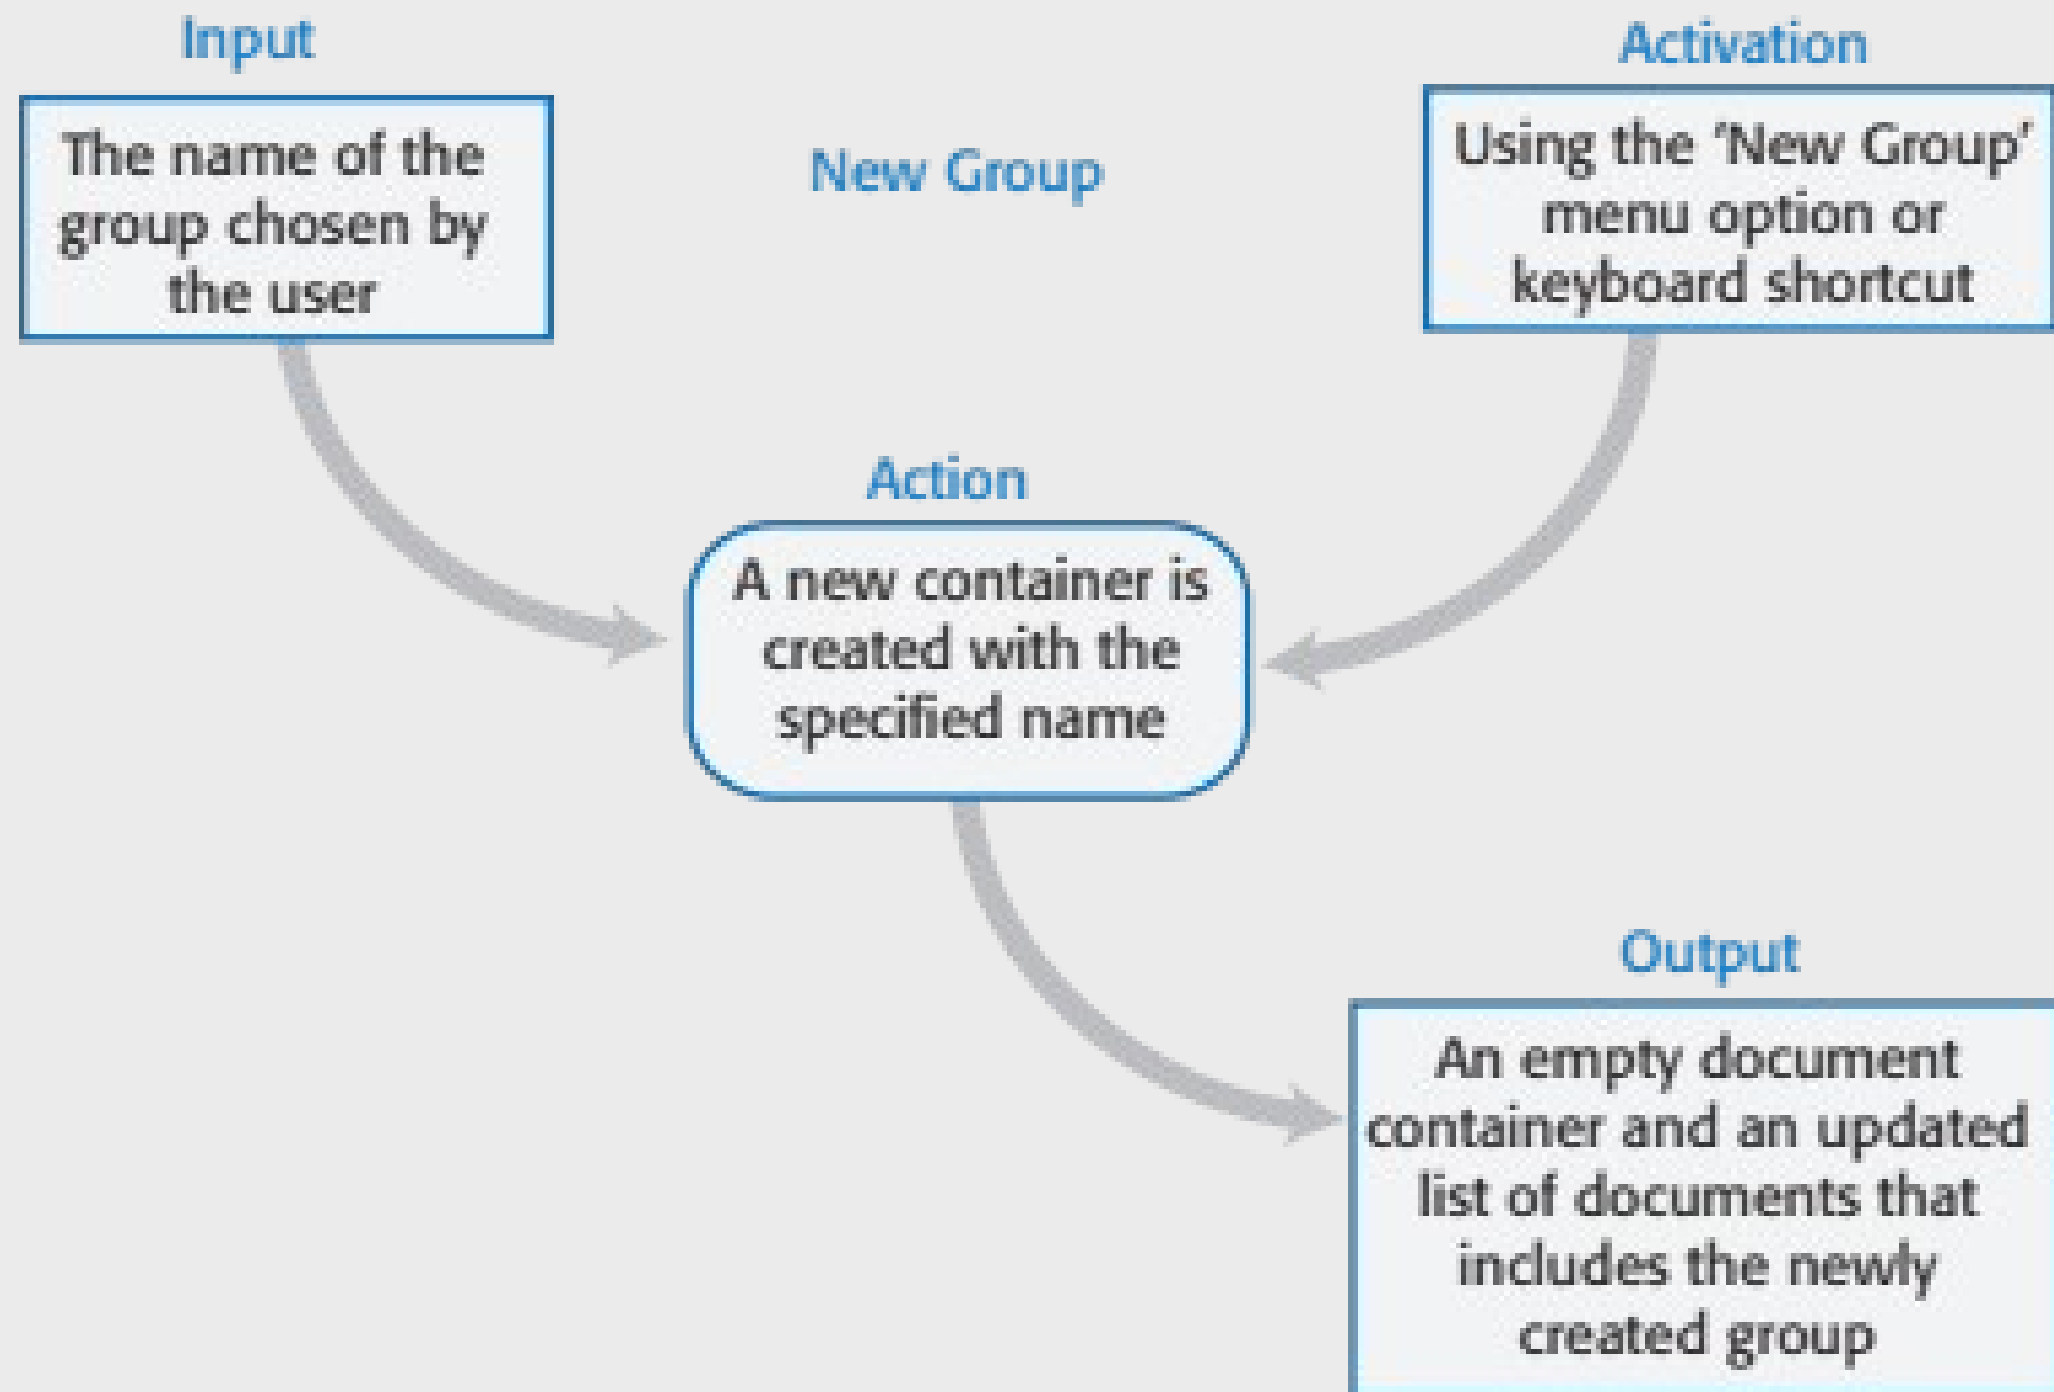 Input
The name of the
group chosen by
the user
New Group
Activation
Using the ‘New Group’
menu option or
keyboard shortcut
Action
A new container is
created with the
specified name
Output
An empty document
container and an updated
list of documents that
includes the newly
created group